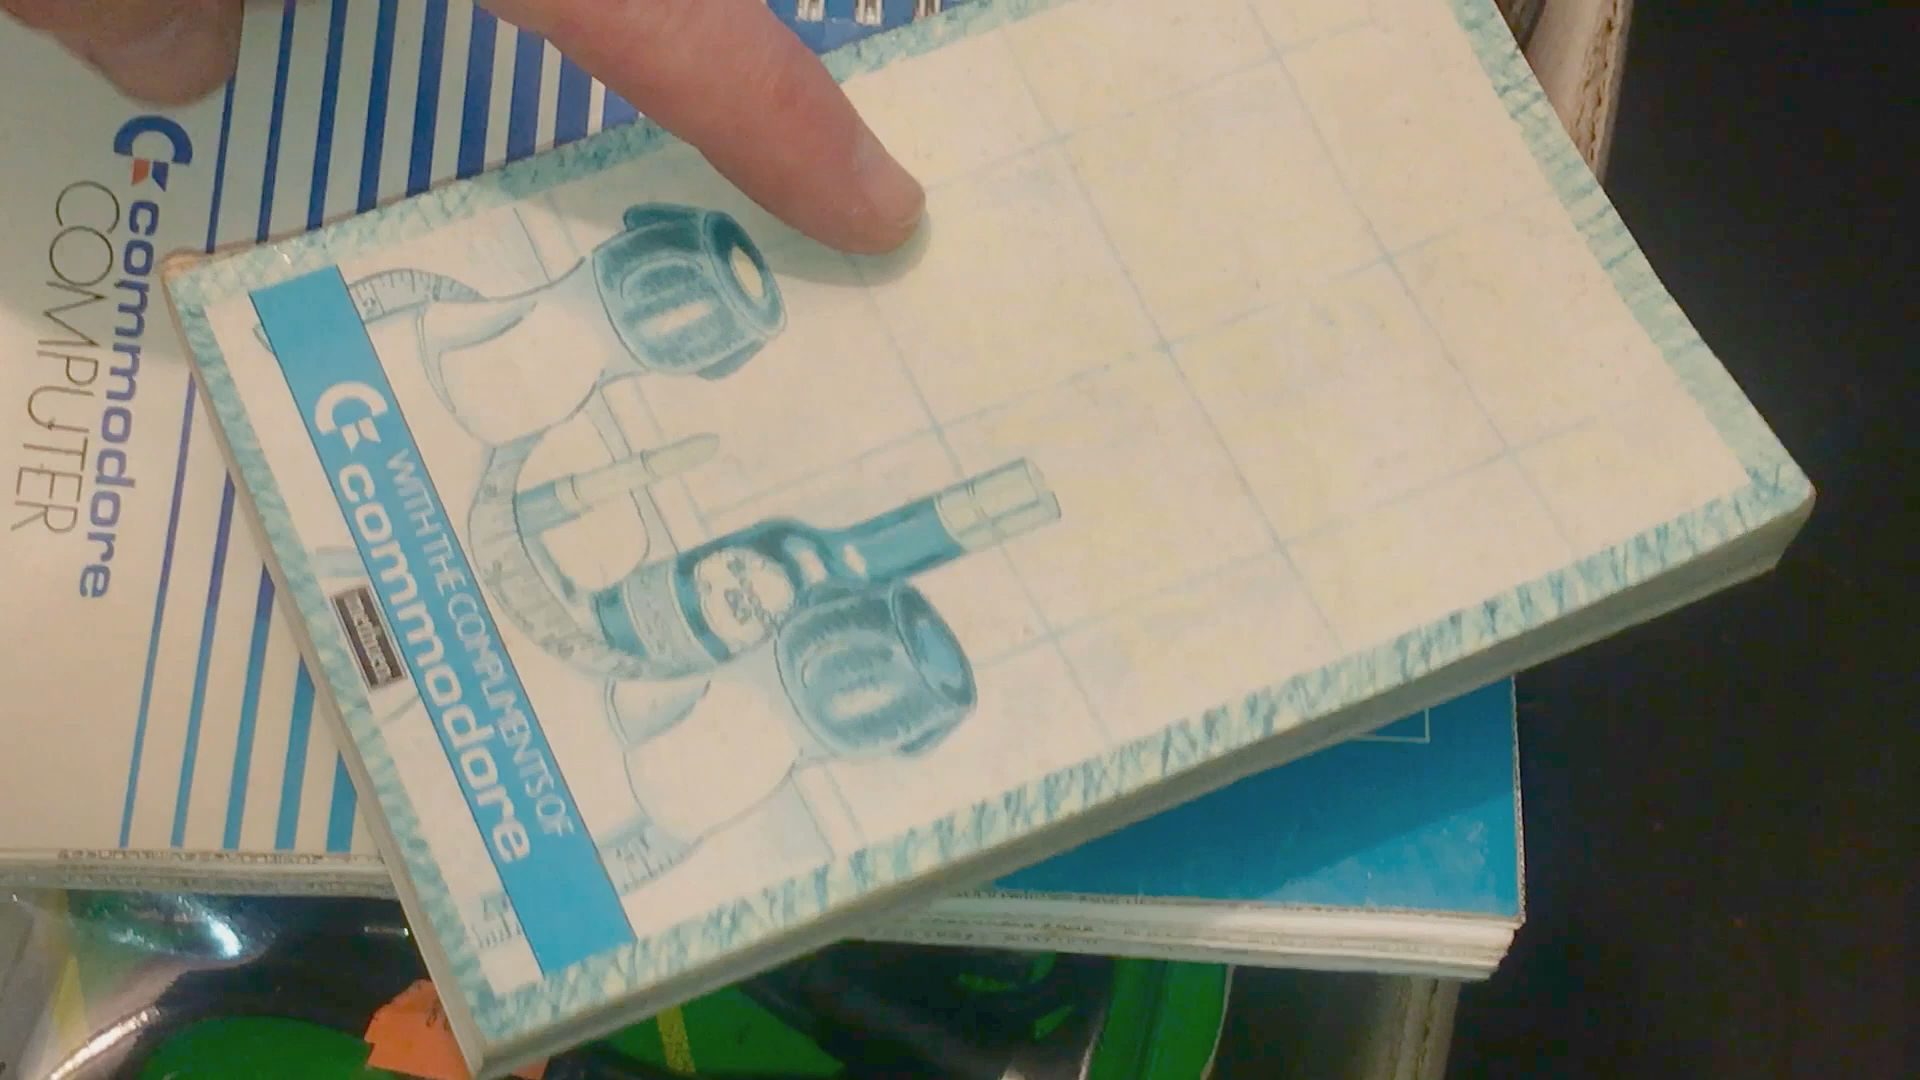 commodore
COMPUTER
WITH THE COMPLIMENTS OF
commodore